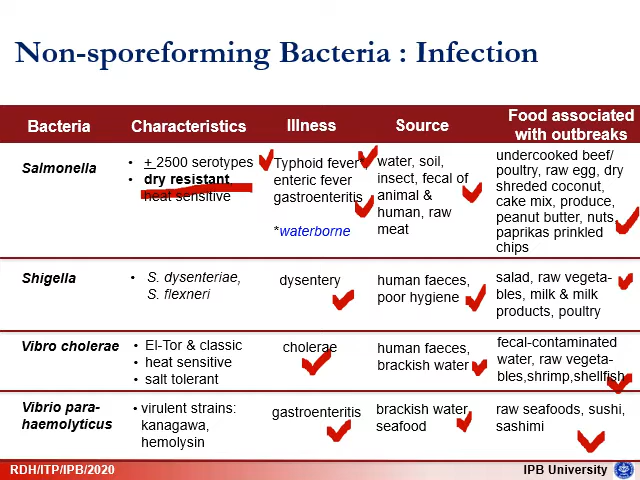 Non-sporeforming Bacteria : Infection
Bacteria
Characteristics
Illness
Source
Food associated
with outbreaks
Salmonella
• + 2500 serotypes
• dry resistant,
heat sensitive
Typhoid fever*
enteric fever
gastroenteritis
*waterborne
water, soil,
insect, fecal of
animal &
human, raw
meat
undercooked beef/
poultry, raw egg, dry
shreded coconut,
cake mix, produce,
peanut butter, nuts
paprikas prinkled
chips
Shigella
• S. dysenteriae,
S. flexneri
dysentery
human faeces,
poor hygiene
salad, raw vegeta-
bles, milk & milk
products, poultry
Vibro cholerae
• El-Tor & classic
• heat sensitive
• salt tolerant
cholerae
human faeces,
brackish water
fecal-contaminated
water, raw vegeta-
bles,shrimp,shellfish
Vibrio para-
haemolyticus
• virulent strains:
kanagawa,
hemolysin
gastroenteritis
brackish water,
seafood
raw seafoods, sushi,
sashimi
RDH/ITP/IPB/2020
IPB University